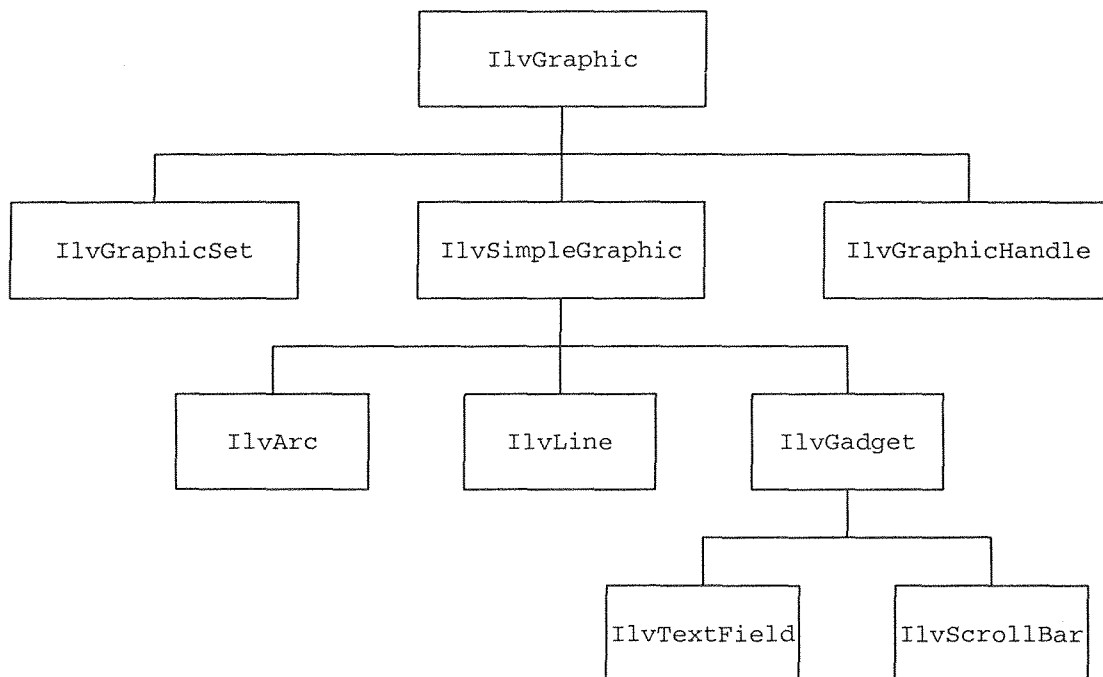 IlvGraphic
IlvGraphicSet
IlvSimpleGraphic
IlvGraphicHandle
IlvArc
IlvLine
IlvGadget
IlvTextField
IlvScrollBar